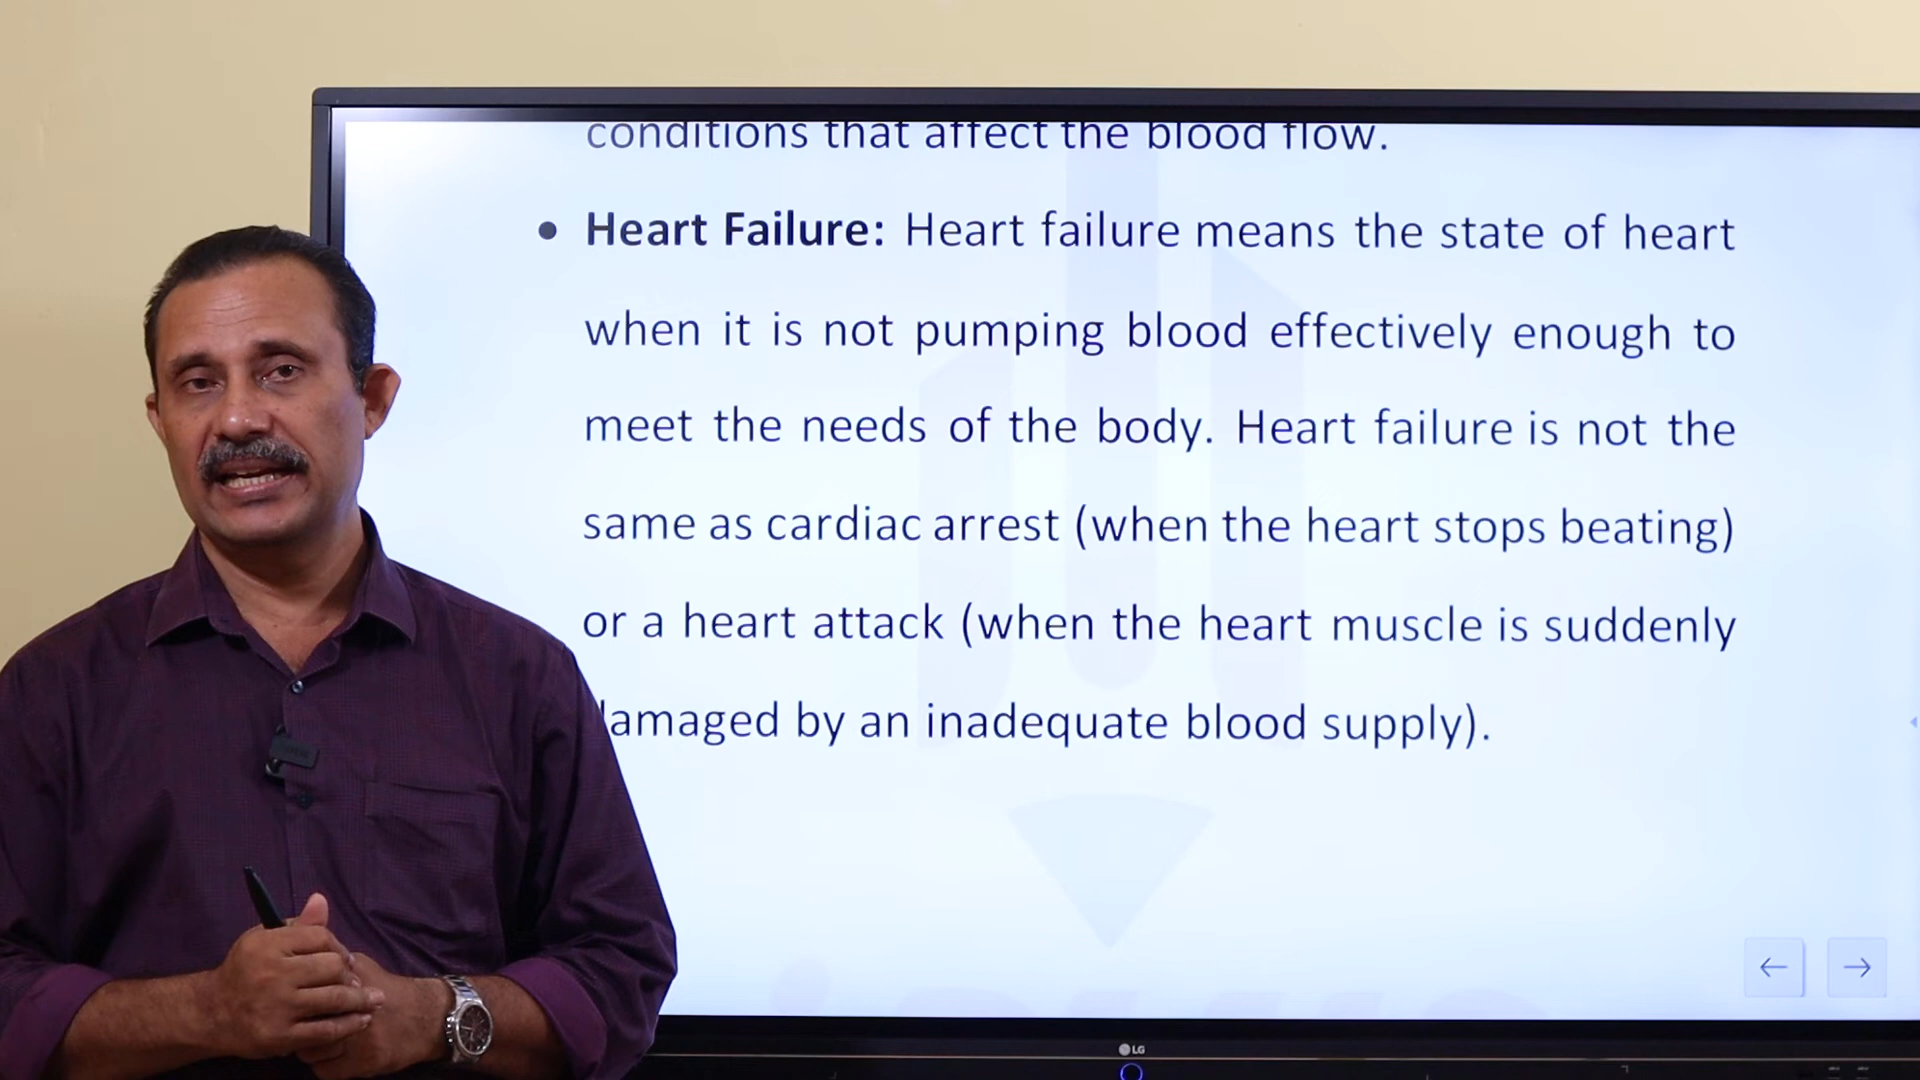 conditions that affect the blood flow.
• Heart Failure: Heart failure means the state of heart
when it is not pumping blood effectively enough to
meet the needs of the body. Heart failure is not the
same as cardiac arrest (when the heart stops beating)
or a heart attack (when the heart muscle is suddenly
damaged by an inadequate blood supply).
LG